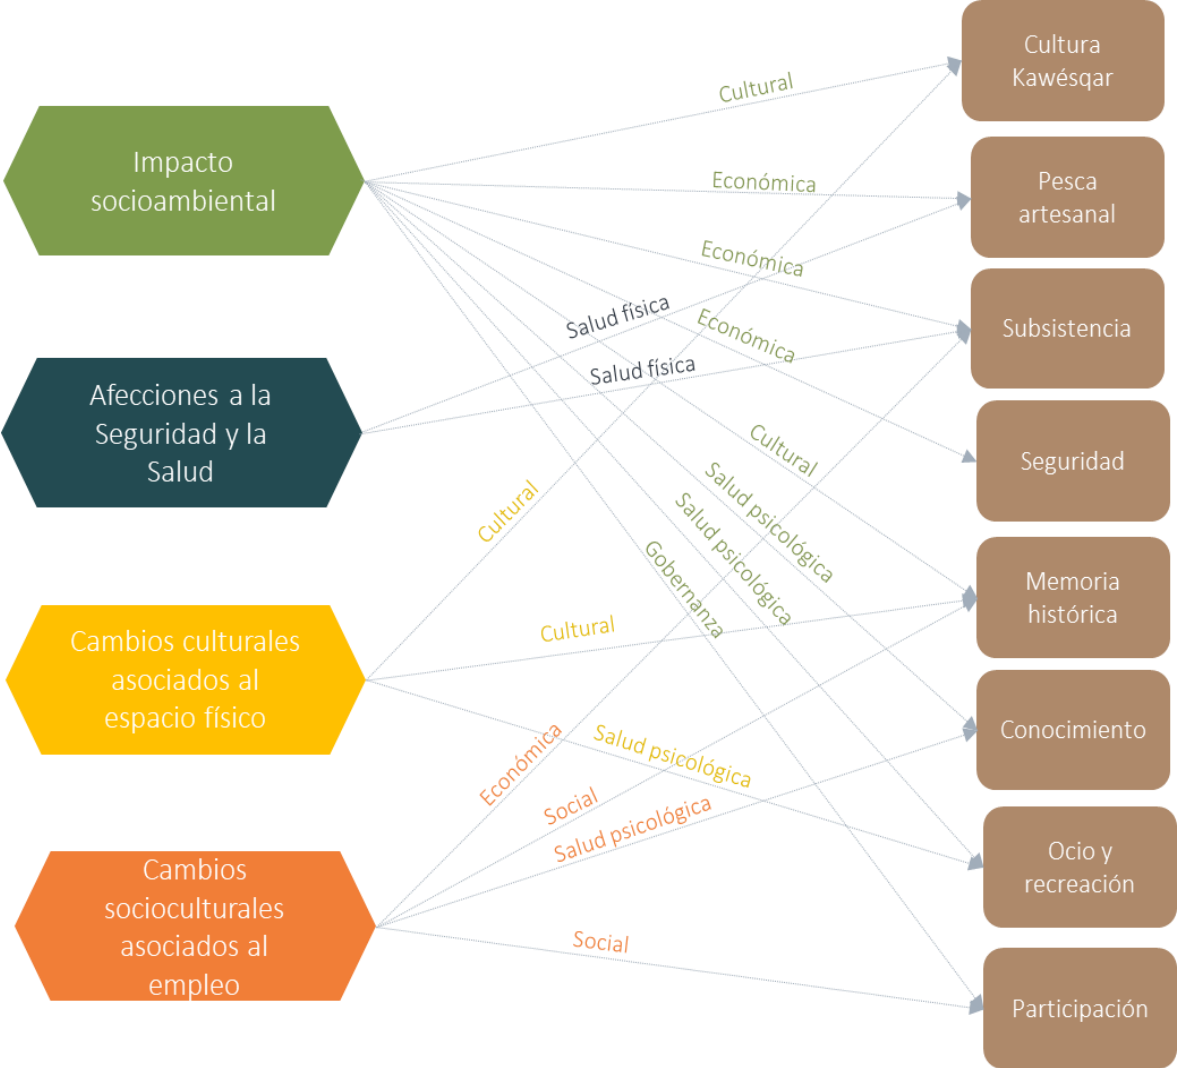 Impacto
socioambiental
Afecciones a la
Seguridad y la
Salud
Cambios culturales
asociados al
espacio físico
Cambios
socioculturales
asociados al
empleo
Cultural
Económica
Económica
Salud física
Económica
Salud física
Cultural
Salud psicológica
Cultural
Salud psicológica
Gobernanza
Cultural
Económica
Salud psicológica
Social
Salud psicológica
Social
Cultura
Kawésqar
Pesca
artesanal
Subsistencia
Seguridad
Memoria
histórica
Conocimiento
Ocio y
recreación
Participación